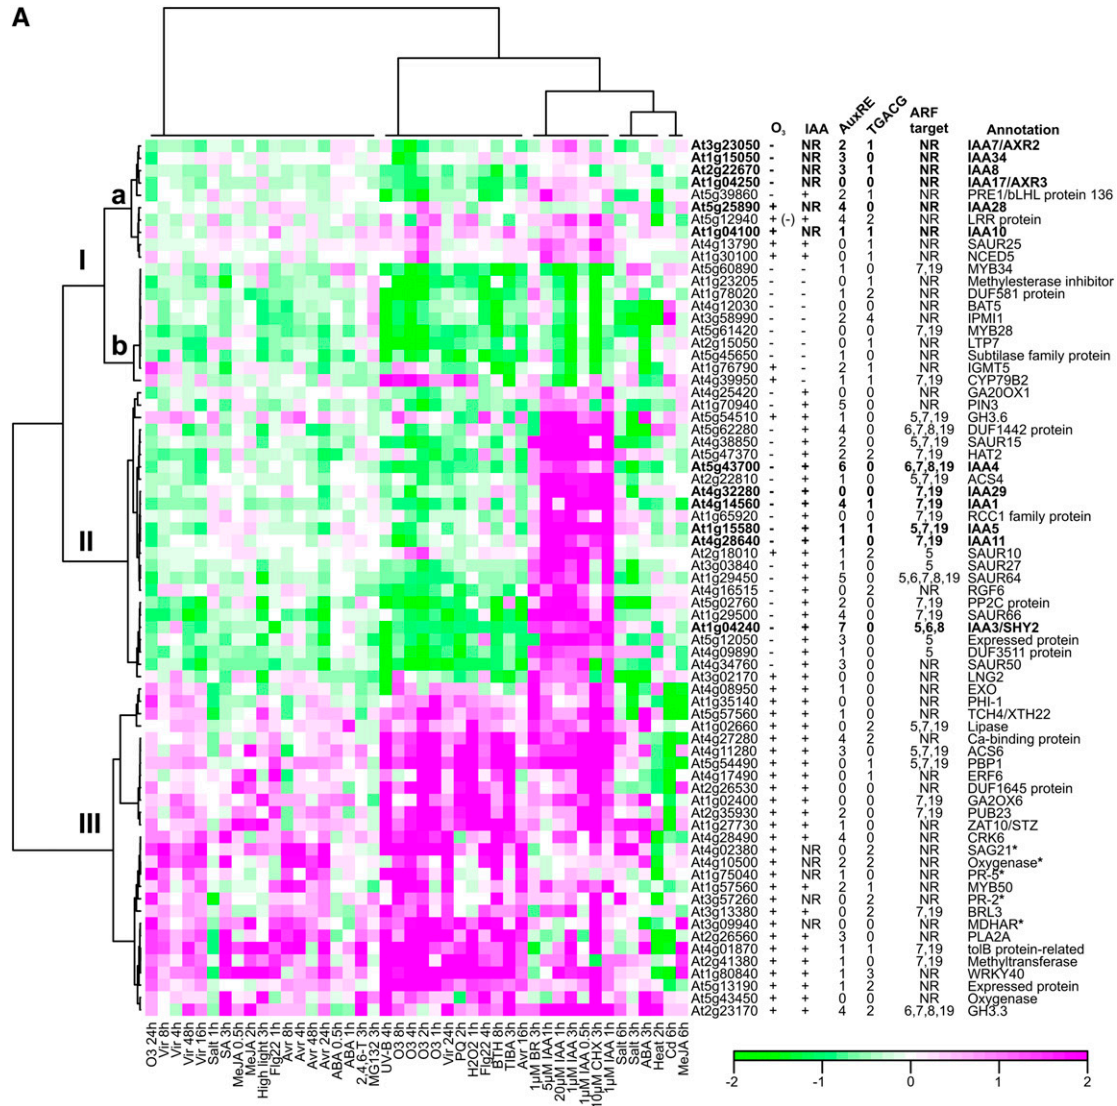 A
O3 IAA AuxRE TGACG ARF target Annotation
I
a
b
II
III
At3g23050 - NR 2 1 NR IAA7/AXR2
At1g15050 - NR 3 0 NR IAA34
At2g22670 - NR 3 1 NR IAA8
At1g04250 - NR 0 0 NR IAA17/AXR3
At5g39860 - + 2 1 NR PRE1/bLHL protein 136
At5g25890 + NR 4 0 NR IAA28
At5g12940 + (-) + 4 2 NR LRR protein
At1g04100 + NR 1 1 NR IAA10
At4g13790 + + 0 1 NR SAUR25
At1g30100 + + 0 1 NR NCED5
At5g60890 - - 1 0 7,19 MYB34
At1g23205 - - 0 1 NR Methylesterase inhibitor
At1g78020 - - 1 2 NR DUF581 protein
At4g12030 - - 0 0 NR BAT5
At3g58990 - - 2 4 NR IPMI1
At5g61420 - - 0 0 7,19 MYB28
At2g15050 - - 0 1 NR LTP7
At5g45650 - - 1 0 NR Subtilase family protein
At1g76790 + - 2 1 NR IGMT5
At4g39950 + - 1 1 7,19 CYP79B2
At4g25420 - + 0 0 NR GA20OX1
At1g70940 - + 5 0 NR PIN3
At5g54510 + + 1 0 5,7,19 GH3.6
At5g62280 - + 4 0 6,7,8,19 DUF1442 protein
At4g38850 - + 2 0 5,7,19 SAUR15
At5g47370 - + 2 2 7,19 HAT2
At5g43700 - + 6 0 6,7,8,19 IAA4
At2g22810 - + 1 0 5,7,19 ACS4
At4g32280 - + 0 0 7,19 IAA29
At4g14560 - + 4 1 7,19 IAA1
At1g65920 - + 0 0 7,19 RCC1 family protein
At1g15580 - + 1 1 5,7,19 IAA5
At4g28640 - + 1 0 7,19 IAA11
At2g18010 + + 1 2 5 SAUR10
At3g03840 - + 1 0 5 SAUR27
At1g29450 - + 5 0 5,6,7,8,19 SAUR64
At4g16515 - + 0 2 NR RGF6
At5g02760 - + 2 0 7,19 PP2C protein
At1g29500 - + 4 0 7,19 SAUR66
At1g04240 - + 7 0 5,6,8 IAA3/SHY2
At5g12050 - + 3 0 5 Expressed protein
At4g09890 - + 1 0 5 DUF3511 protein
At4g34760 - + 3 0 NR SAUR50
At3g02170 + + 0 0 NR LNG2
At4g08950 + + 1 0 NR EXO
At1g35140 + + 0 0 NR PHI-1
At5g57560 + + 1 0 NR TCH4/XTH22
At1g02660 + + 0 2 5,7,19 Lipase
At4g27280 + + 4 2 NR Ca-binding protein
At4g11280 + + 3 0 5,7,19 ACS6
At5g54490 + + 0 1 5,7,19 PBP1
At4g17490 + + 0 1 NR ERF6
At2g26530 + + 0 0 NR DUF1645 protein
At1g02400 + + 0 0 7,19 GA2OX6
At2g35930 + + 2 0 7,19 PUB23
At1g27730 + + 1 0 NR ZAT10/STZ
At4g28490 + + 4 0 NR CRK6
At4g02380 + NR 0 2 NR SAG21*
At4g10500 + NR 2 2 NR Oxygenase*
At1g75040 + NR 1 0 NR PR-5*
At1g57560 + + 2 1 NR MYB50
At3g57260 + NR 0 2 NR PR-2*
At3g13380 + + 0 2 7,19 BRL3
At3g09940 + NR 0 0 NR MDHAR*
At2g26560 + + 3 0 NR PLA2A
At4g01870 + + 1 1 7,19 tolB protein-related
At2g41380 + + 1 0 7,19 Methyltransferase
At1g80840 + + 1 3 NR WRKY40
At5g13190 + + 1 2 NR Expressed protein
At5g43450 + + 0 0 NR Oxygenase
At2g23170 + + 4 2 6,7,8,19 GH3.3
O3 24h
Vir 8h
Vir 4h
Vir 48h
Vir 16h
Salt 1h
SA 3h
MeJA 0.5h
MeJA 2h
High light 3h
Flg22 1h
Avr 8h
Avr 4h
Avr 48h
Avr 24h
ABA 0.5h
ABA 1h
2,4,6-T 3h
MG132 3h
UV-B 4h
O3 8h
O3 4h
O3 2h
O3 1h
Vir 24h
PQ 2h
H2O2 1h
Flg22 4h
BTH 8h
TIBA 3h
Avr 16h
1µM BR 3h
5µM IAA1h
20µM IAA 1h
1µM IAA 3h
1µM IAA 0.5h
10µM CHX 3h
1µM IAA 1h
Salt 6h
Salt 3h
ABA 3h
Heat 2h
CA 6h
MeJA 6h
-2 -1 0 1 2